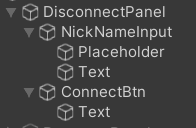 DisconnectPanel
NickNameInput
Placeholder
Text
ConnectBtn
Text